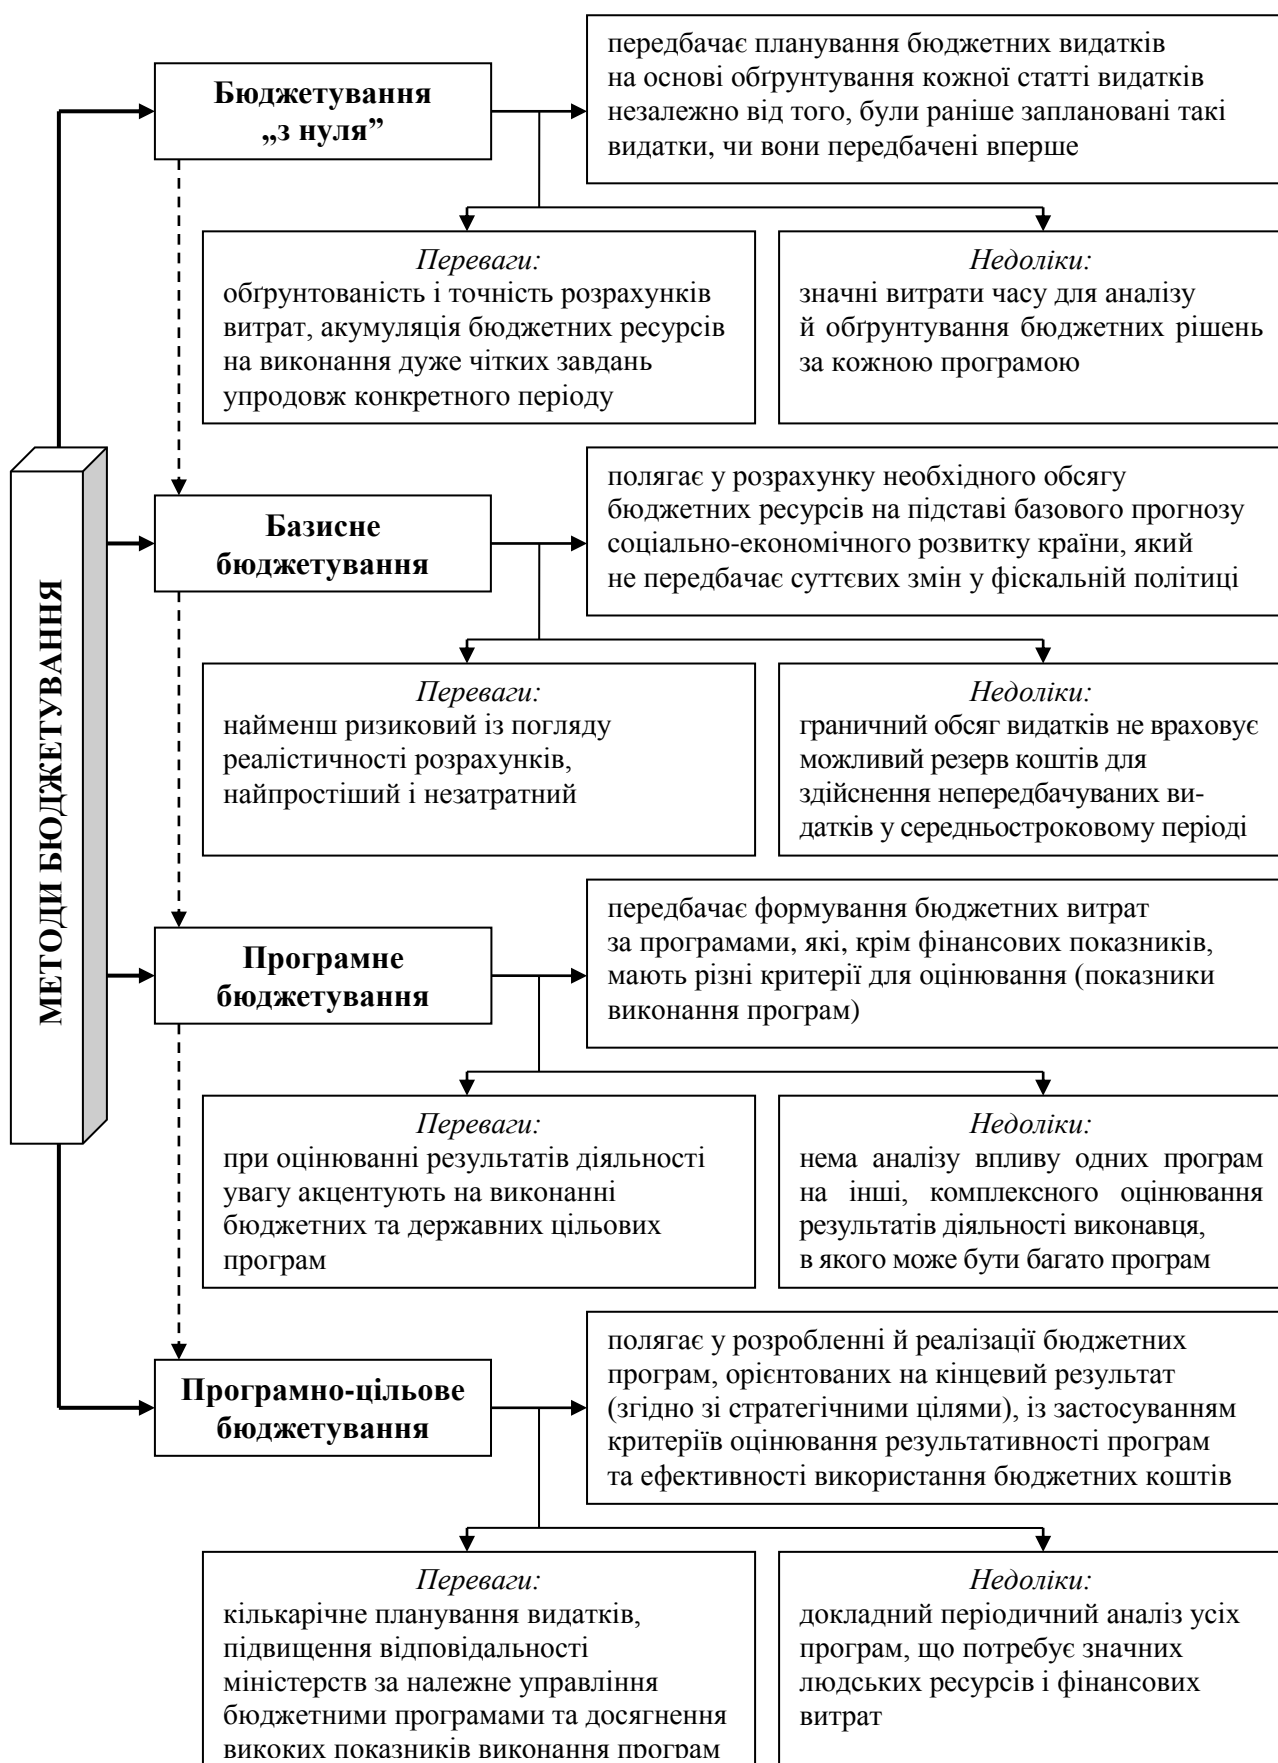 МЕТОДИ БЮДЖЕТУВАННЯ
Бюджетування
„з нуля”
передбачає планування бюджетних видатків
на основі обґрунтування кожної статті видатків
незалежно від того, були раніше заплановані такі
видатки, чи вони передбачені вперше
Переваги:
обґрунтованість і точність розрахунків
витрат, акумуляція бюджетних ресурсів
на виконання дуже чітких завдань
упродовж конкретного періоду
Недоліки:
значні витрати часу для аналізу
й обґрунтування бюджетних рішень
за кожною програмою
Базисне
бюджетування
полягає у розрахунку необхідного обсягу
бюджетних ресурсів на підставі базового прогнозу
соціально-економічного розвитку країни, який
не передбачає суттєвих змін у фіскальній політиці
Переваги:
найменш ризиковий із погляду
реалістичності розрахунків,
найпростіший і незатратний
Недоліки:
граничний обсяг видатків не враховує
можливий резерв коштів для
здійснення непередбачуваних ви-
датків у середньостроковому періоді
Програмне
бюджетування
передбачає формування бюджетних витрат
за програмами, які, крім фінансових показників,
мають різні критерії для оцінювання (показники
виконання програм)
Переваги:
при оцінюванні результатів діяльності
увагу акцентують на виконанні
бюджетних та державних цільових
програм
Недоліки:
нема аналізу впливу одних програм
на інші, комплексного оцінювання
результатів діяльності виконавця,
в якого може бути багато програм
Програмно-цільове
бюджетування
полягає у розробленні й реалізації бюджетних
програм, орієнтованих на кінцевий результат
(згідно зі стратегічними цілями), із застосуванням
критеріїв оцінювання результативності програм
та ефективності використання бюджетних коштів
Переваги:
кількарічне планування видатків,
підвищення відповідальності
міністерств за належне управління
бюджетними програмами та досягнення
викоких показників виконання програм
Недоліки:
докладний періодичний аналіз усіх
програм, що потребує значних
людських ресурсів і фінансових
витрат